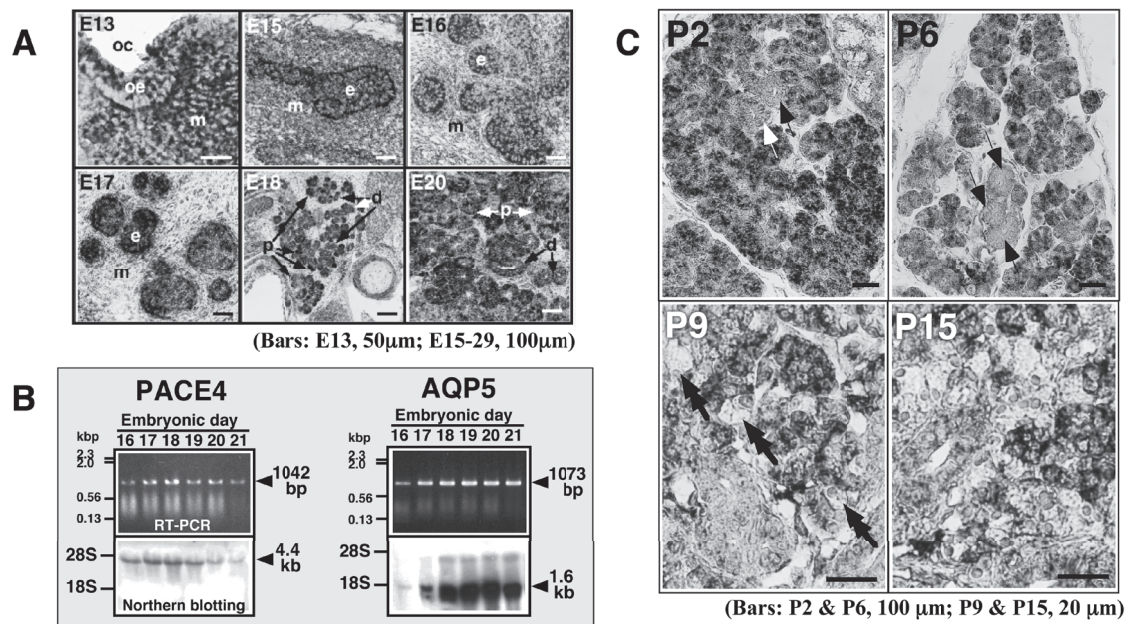 A
E13
oc
oe
m
E15
e
m
E16
e
m
E17
e
m
E18
d
p
E20
p
d
(Bars: E13, 50μm; E15-29, 100μm)
B
PACE4
Embryonic day
kbp 16 17 18 19 20 21
2.3
2.0
0.56
0.13
1042
bp
RT-PCR
28S
18S
4.4
kb
Northern blotting
AQP5
Embryonic day
kbp 16 17 18 19 20 21
2.3
2.0
0.56
0.13
1073
bp
28S
18S
1.6
kb
C
P2
P6
P9
P15
(Bars: P2 & P6, 100 μm; P9 & P15, 20 μm)